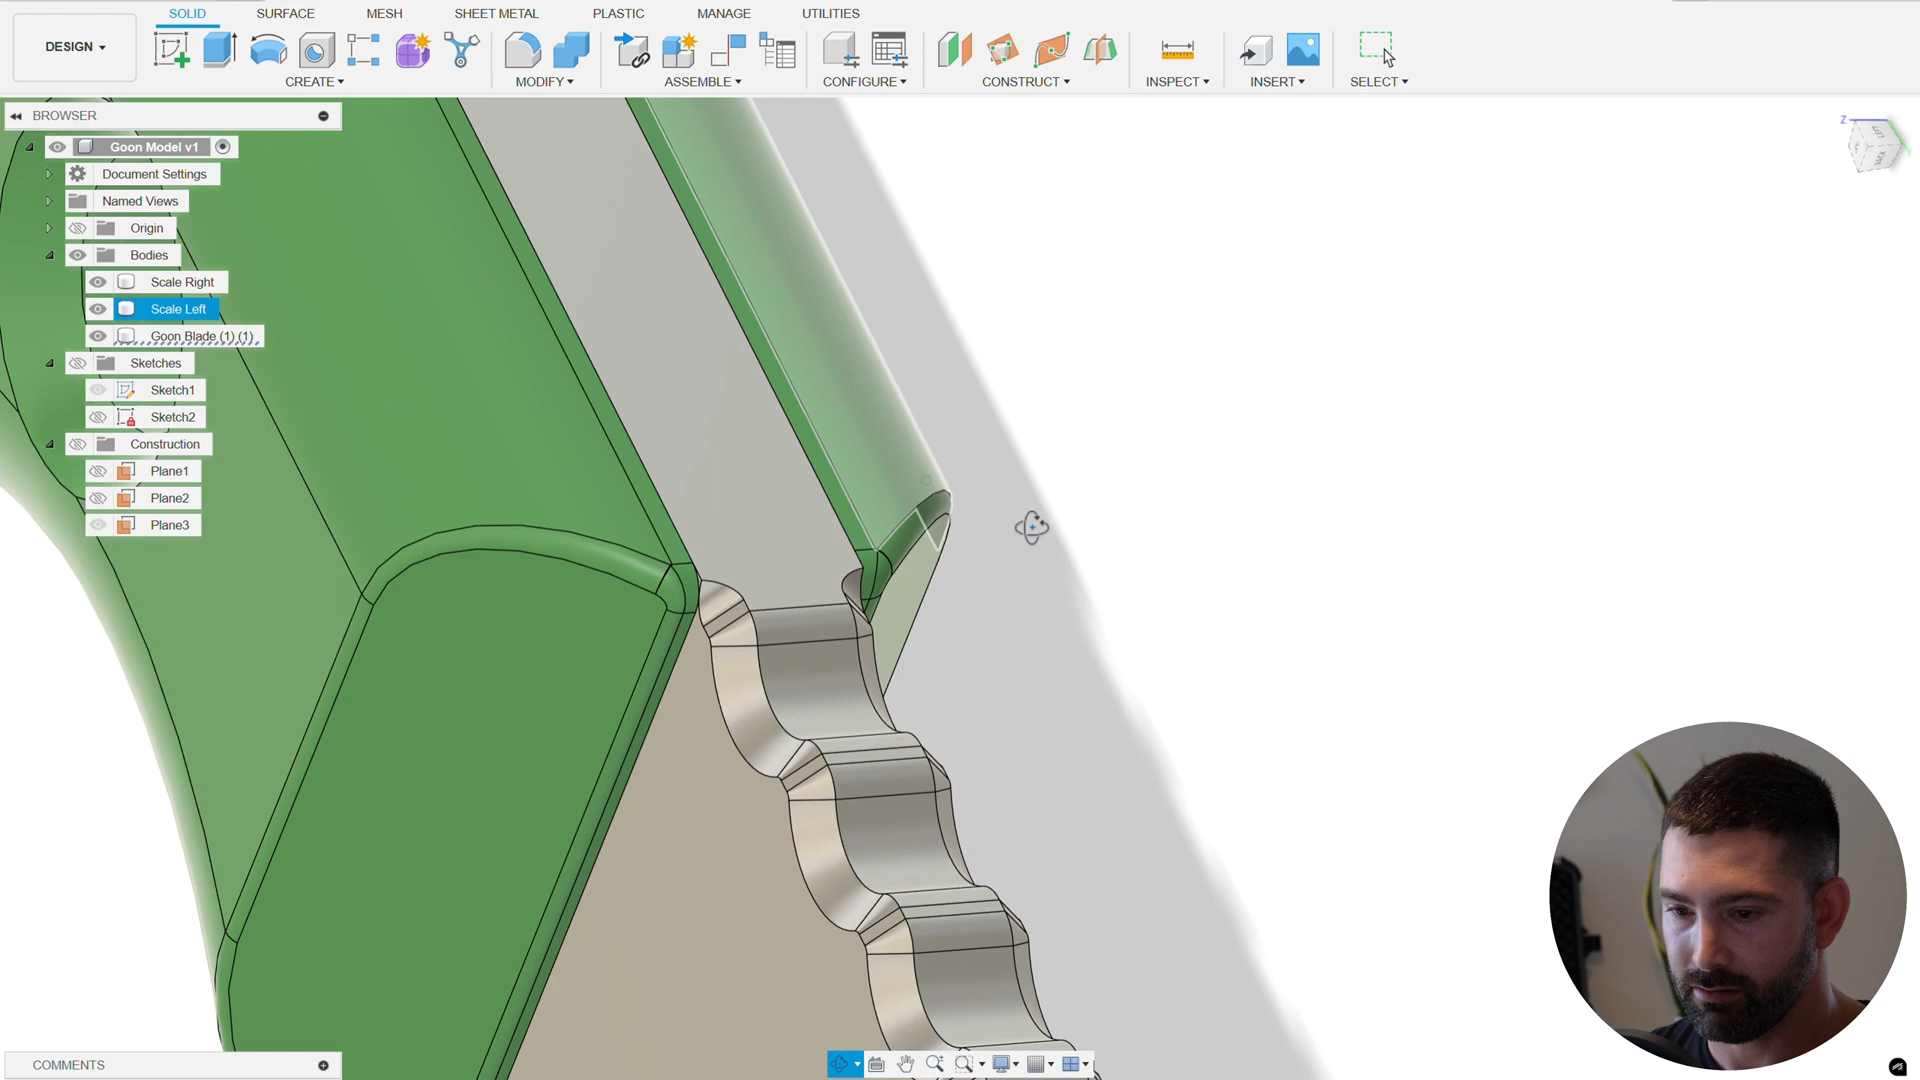 SOLID SURFACE MESH SHEET METAL PLASTIC MANAGE UTILITIES
DESIGN
CREATE MODIFY ASSEMBLE CONFIGURE CONSTRUCT INSPECT INSERT SELECT
BROWSER
Goon Model v1
Document Settings
Named Views
Origin
Bodies
Scale Right
Scale Left
Goon Blade (1) (1)
Sketches
Sketch1
Sketch2
Construction
Plane1
Plane2
Plane3
Z
LEFT
BACK
COMMENTS